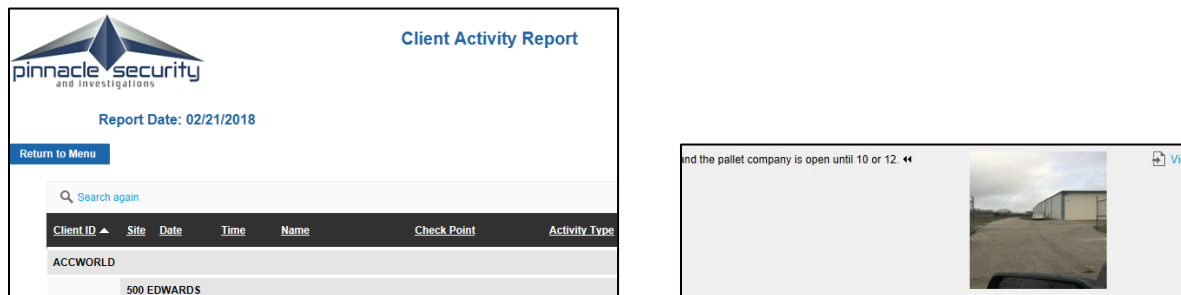 pinnacle security
and investigations
Client Activity Report
Report Date: 02/21/2018
Return to Menu
Search again
Client ID Site Date Time Name Check Point Activity Type
ACCWORLD
500 EDWARDS
and the pallet company is open until 10 or 12.